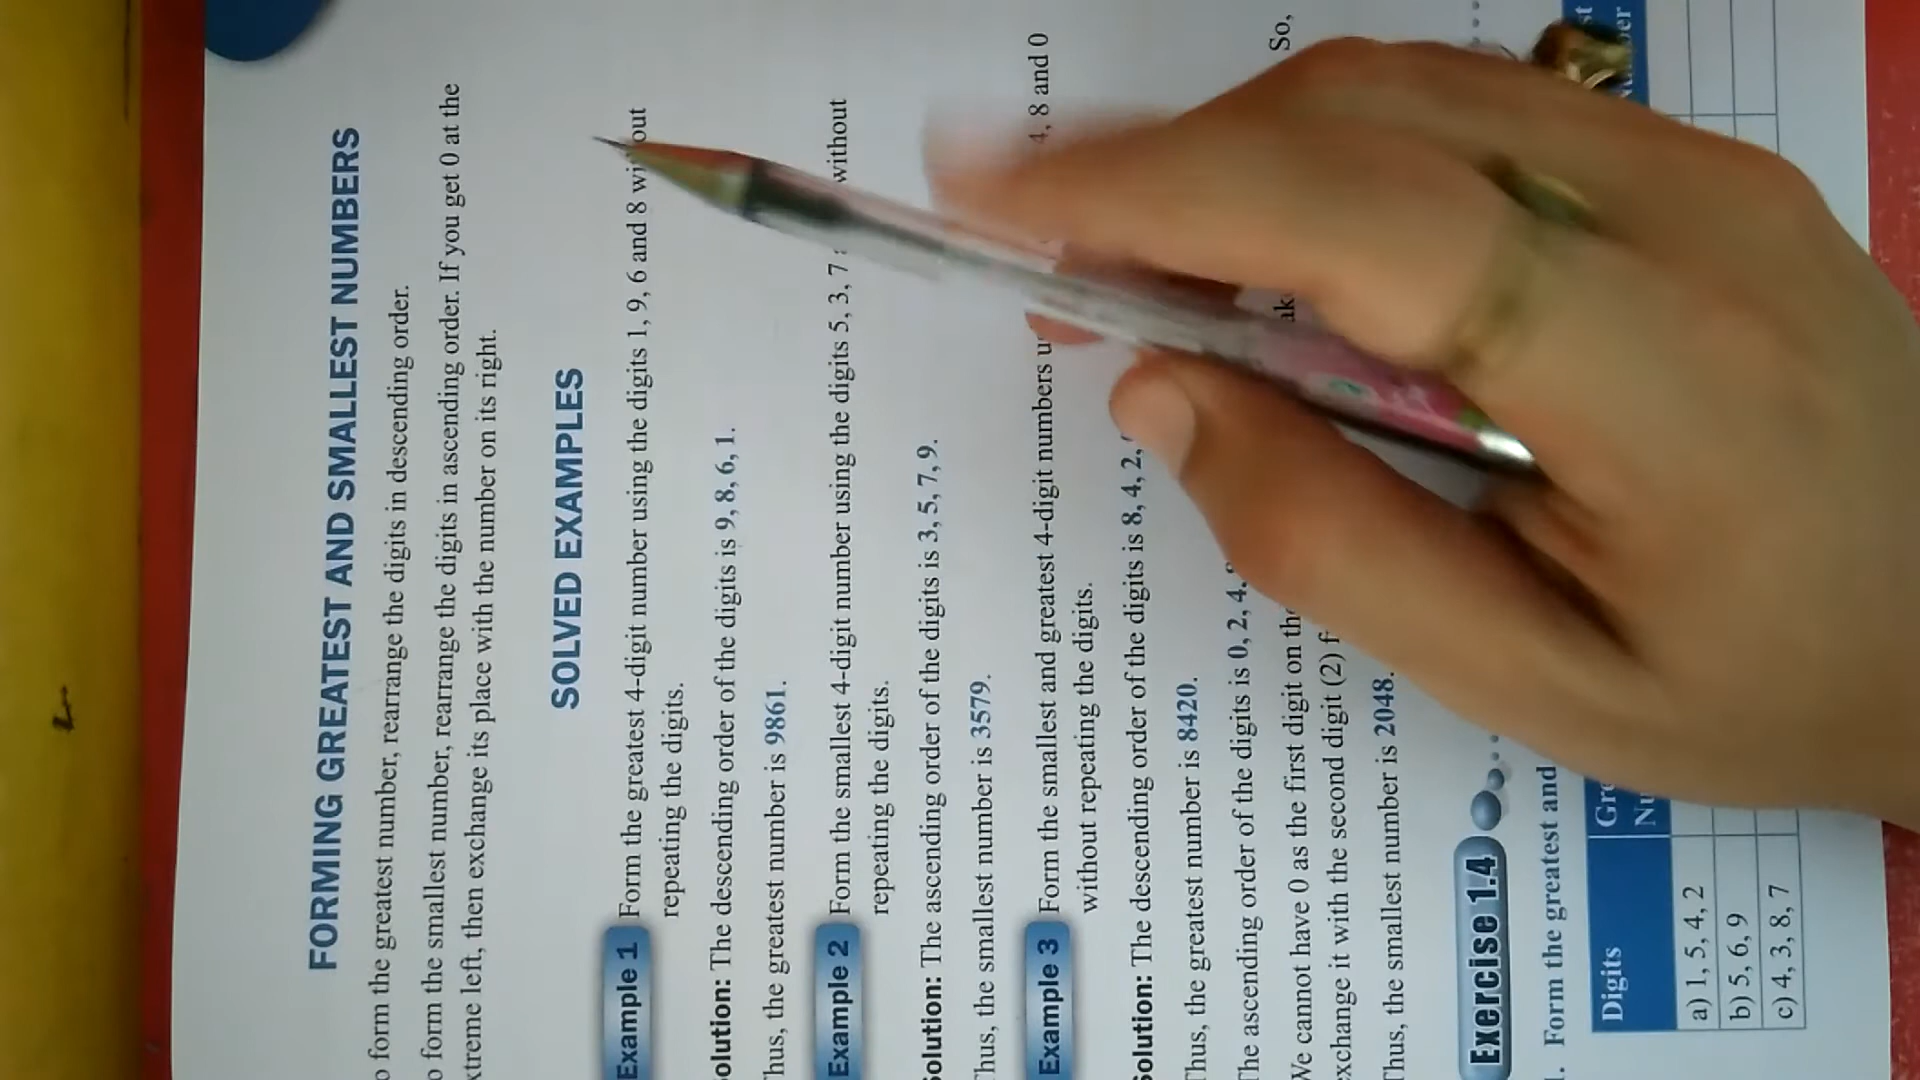 FORMING GREATEST AND SMALLEST NUMBERS
o form the greatest number, rearrange the digits in descending order.
o form the smallest number, rearrange the digits in ascending order. If you get 0 at the
xtreme left, then exchange its place with the number on its right.
SOLVED EXAMPLES
Example 1 Form the greatest 4-digit number using the digits 1, 9, 6 and 8
repeating the digits.
olution: The descending order of the digits is 9, 8, 6, 1.
Thus, the greatest number is 9861.
Example 2 Form the smallest 4-digit number using the digits 5, 3, 7 without
repeating the digits.
olution: The ascending order of the digits is 3, 5, 7, 9.
Thus, the smallest number is 3579.
Example 3 Form the smallest and greatest 4-digit numbers 4, 8 and 0
without repeating the digits.
olution: The descending order of the digits is 8, 4, 2,
Thus, the greatest number is 8420.
The ascending order of the digits is 0, 2, 4,
We cannot have 0 as the first digit on So,
exchange it with the second digit (2)
Thus, the smallest number is 2048.
Exercise 1.4
1. Form the greatest and
Digits
a) 1, 5, 4, 2
b) 5, 6, 9
c) 4, 3, 8, 7